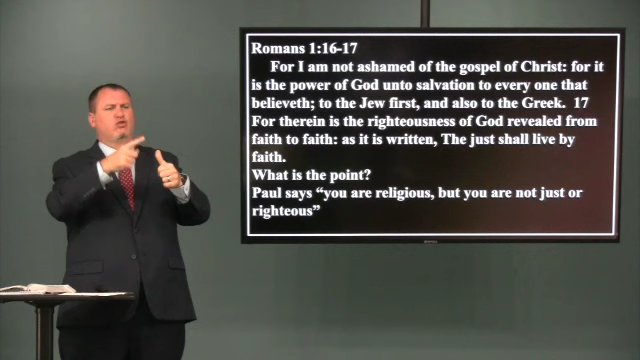 Romans 1:16-17
For I am not ashamed of the gospel of Christ: for it
is the power of God unto salvation to every one that
believeth; to the Jew first, and also to the Greek. 17
For therein is the righteousness of God revealed from
faith to faith: as it is written, The just shall live by
faith.
What is the point?
Paul says “you are religious, but you are not just or
righteous”